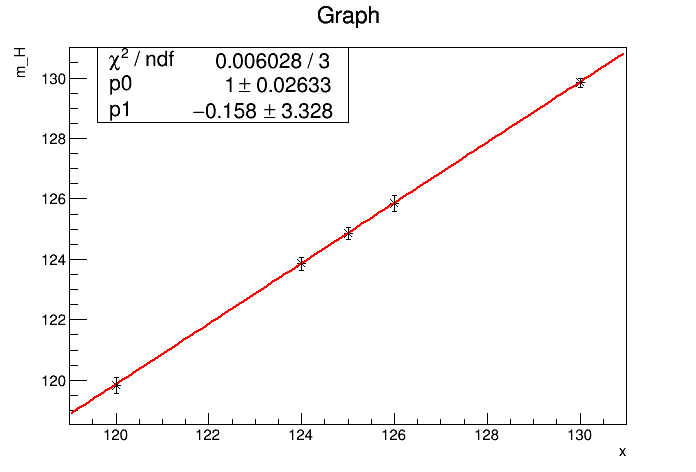 Graph
m_H
χ² / ndf 0.006028 / 3
p0 1 ± 0.02633
p1 −0.158 ± 3.328
130
128
126
124
122
120
120 122 124 126 128 130
x